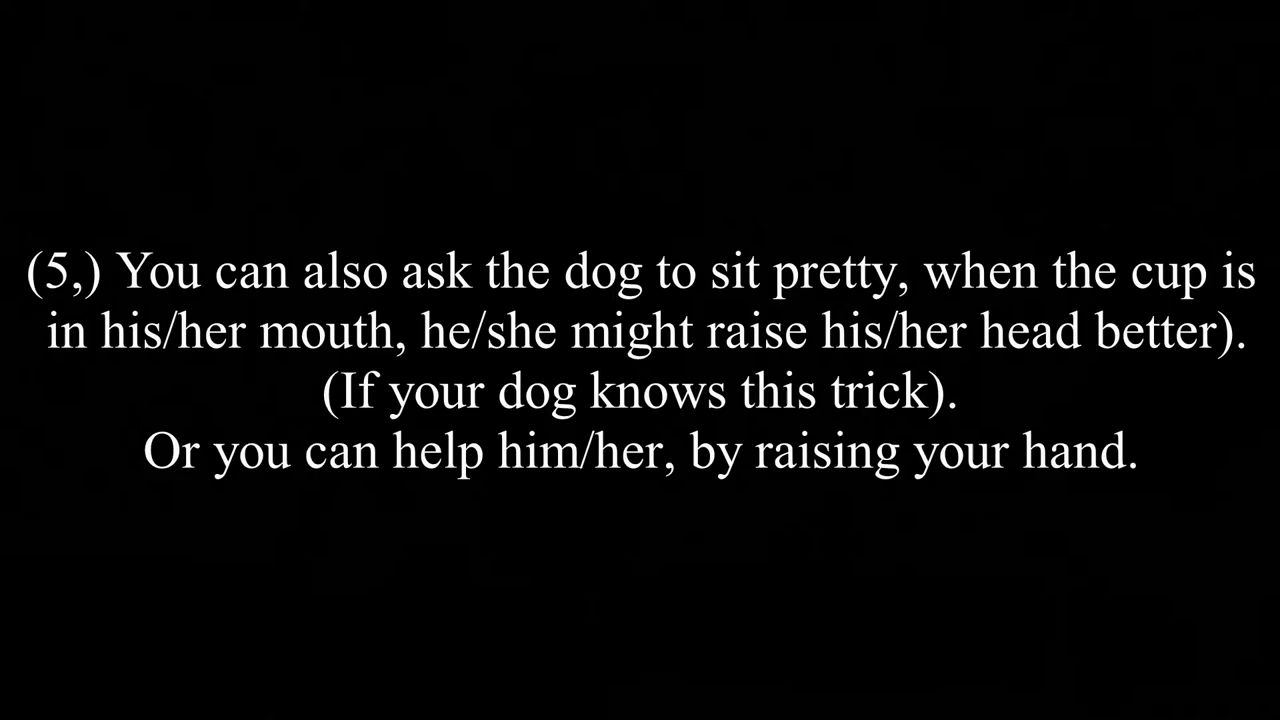 (5,) You can also ask the dog to sit pretty, when the cup is
in his/her mouth, he/she might raise his/her head better).
(If your dog knows this trick).
Or you can help him/her, by raising your hand.